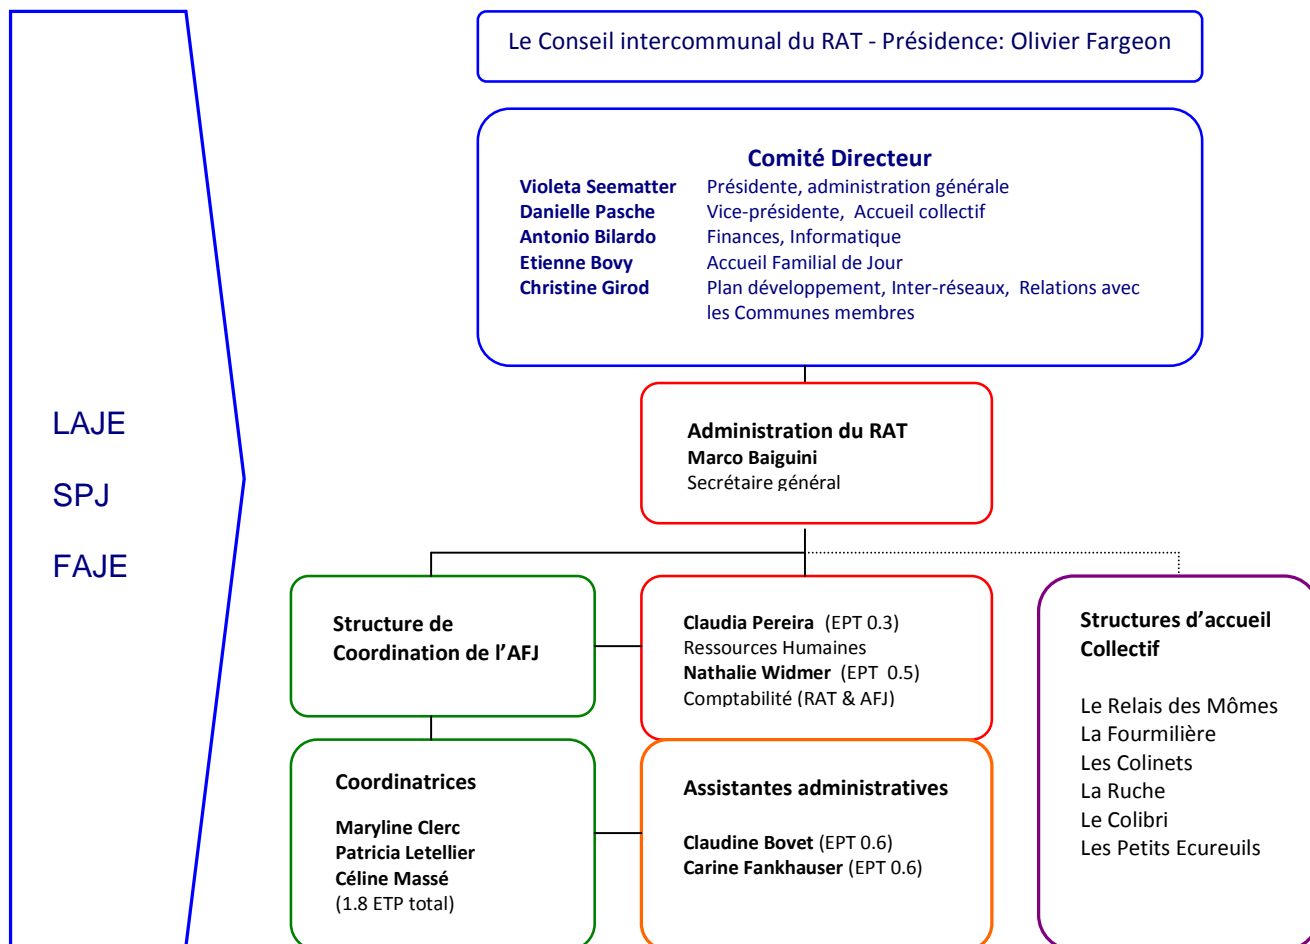 Le Conseil intercommunal du RAT - Présidence: Olivier Fargeon
Comité Directeur
Violeta Seematter Présidente, administration générale
Danielle Pasche Vice-présidente, Accueil collectif
Antonio Bilardo Finances, Informatique
Etienne Bovy Accueil Familial de Jour
Christine Girod Plan développement, Inter-réseaux, Relations avec
les Communes membres
LAJE
SPJ
FAJE
Administration du RAT
Marco Baiguini
Secrétaire général
Structure de
Coordination de l'AFJ
Claudia Pereira (EPT 0.3)
Ressources Humaines
Nathalie Widmer (EPT 0.5)
Comptabilité (RAT & AFJ)
Structures d'accueil
Collectif
Le Relais des Mômes
La Fourmilière
Les Colinets
La Ruche
Le Colibri
Les Petits Ecureuils
Coordinatrices
Maryline Clerc
Patricia Letellier
Céline Massé
(1.8 ETP total)
Assistantes administratives
Claudine Bovet (EPT 0.6)
Carine Fankhauser (EPT 0.6)